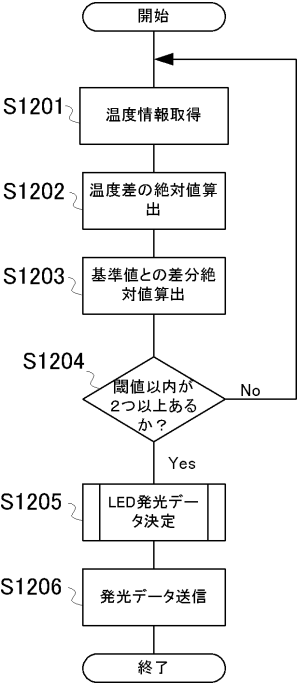 開始
S1201
温度情報取得
S1202
温度差の絶対値算
出
S1203
基準値との差分絶
対値算出
S1204
閾値以内が
2つ以上ある
か？
No
Yes
S1205
LED発光デー
タ決定
S1206
発光データ送信
終了